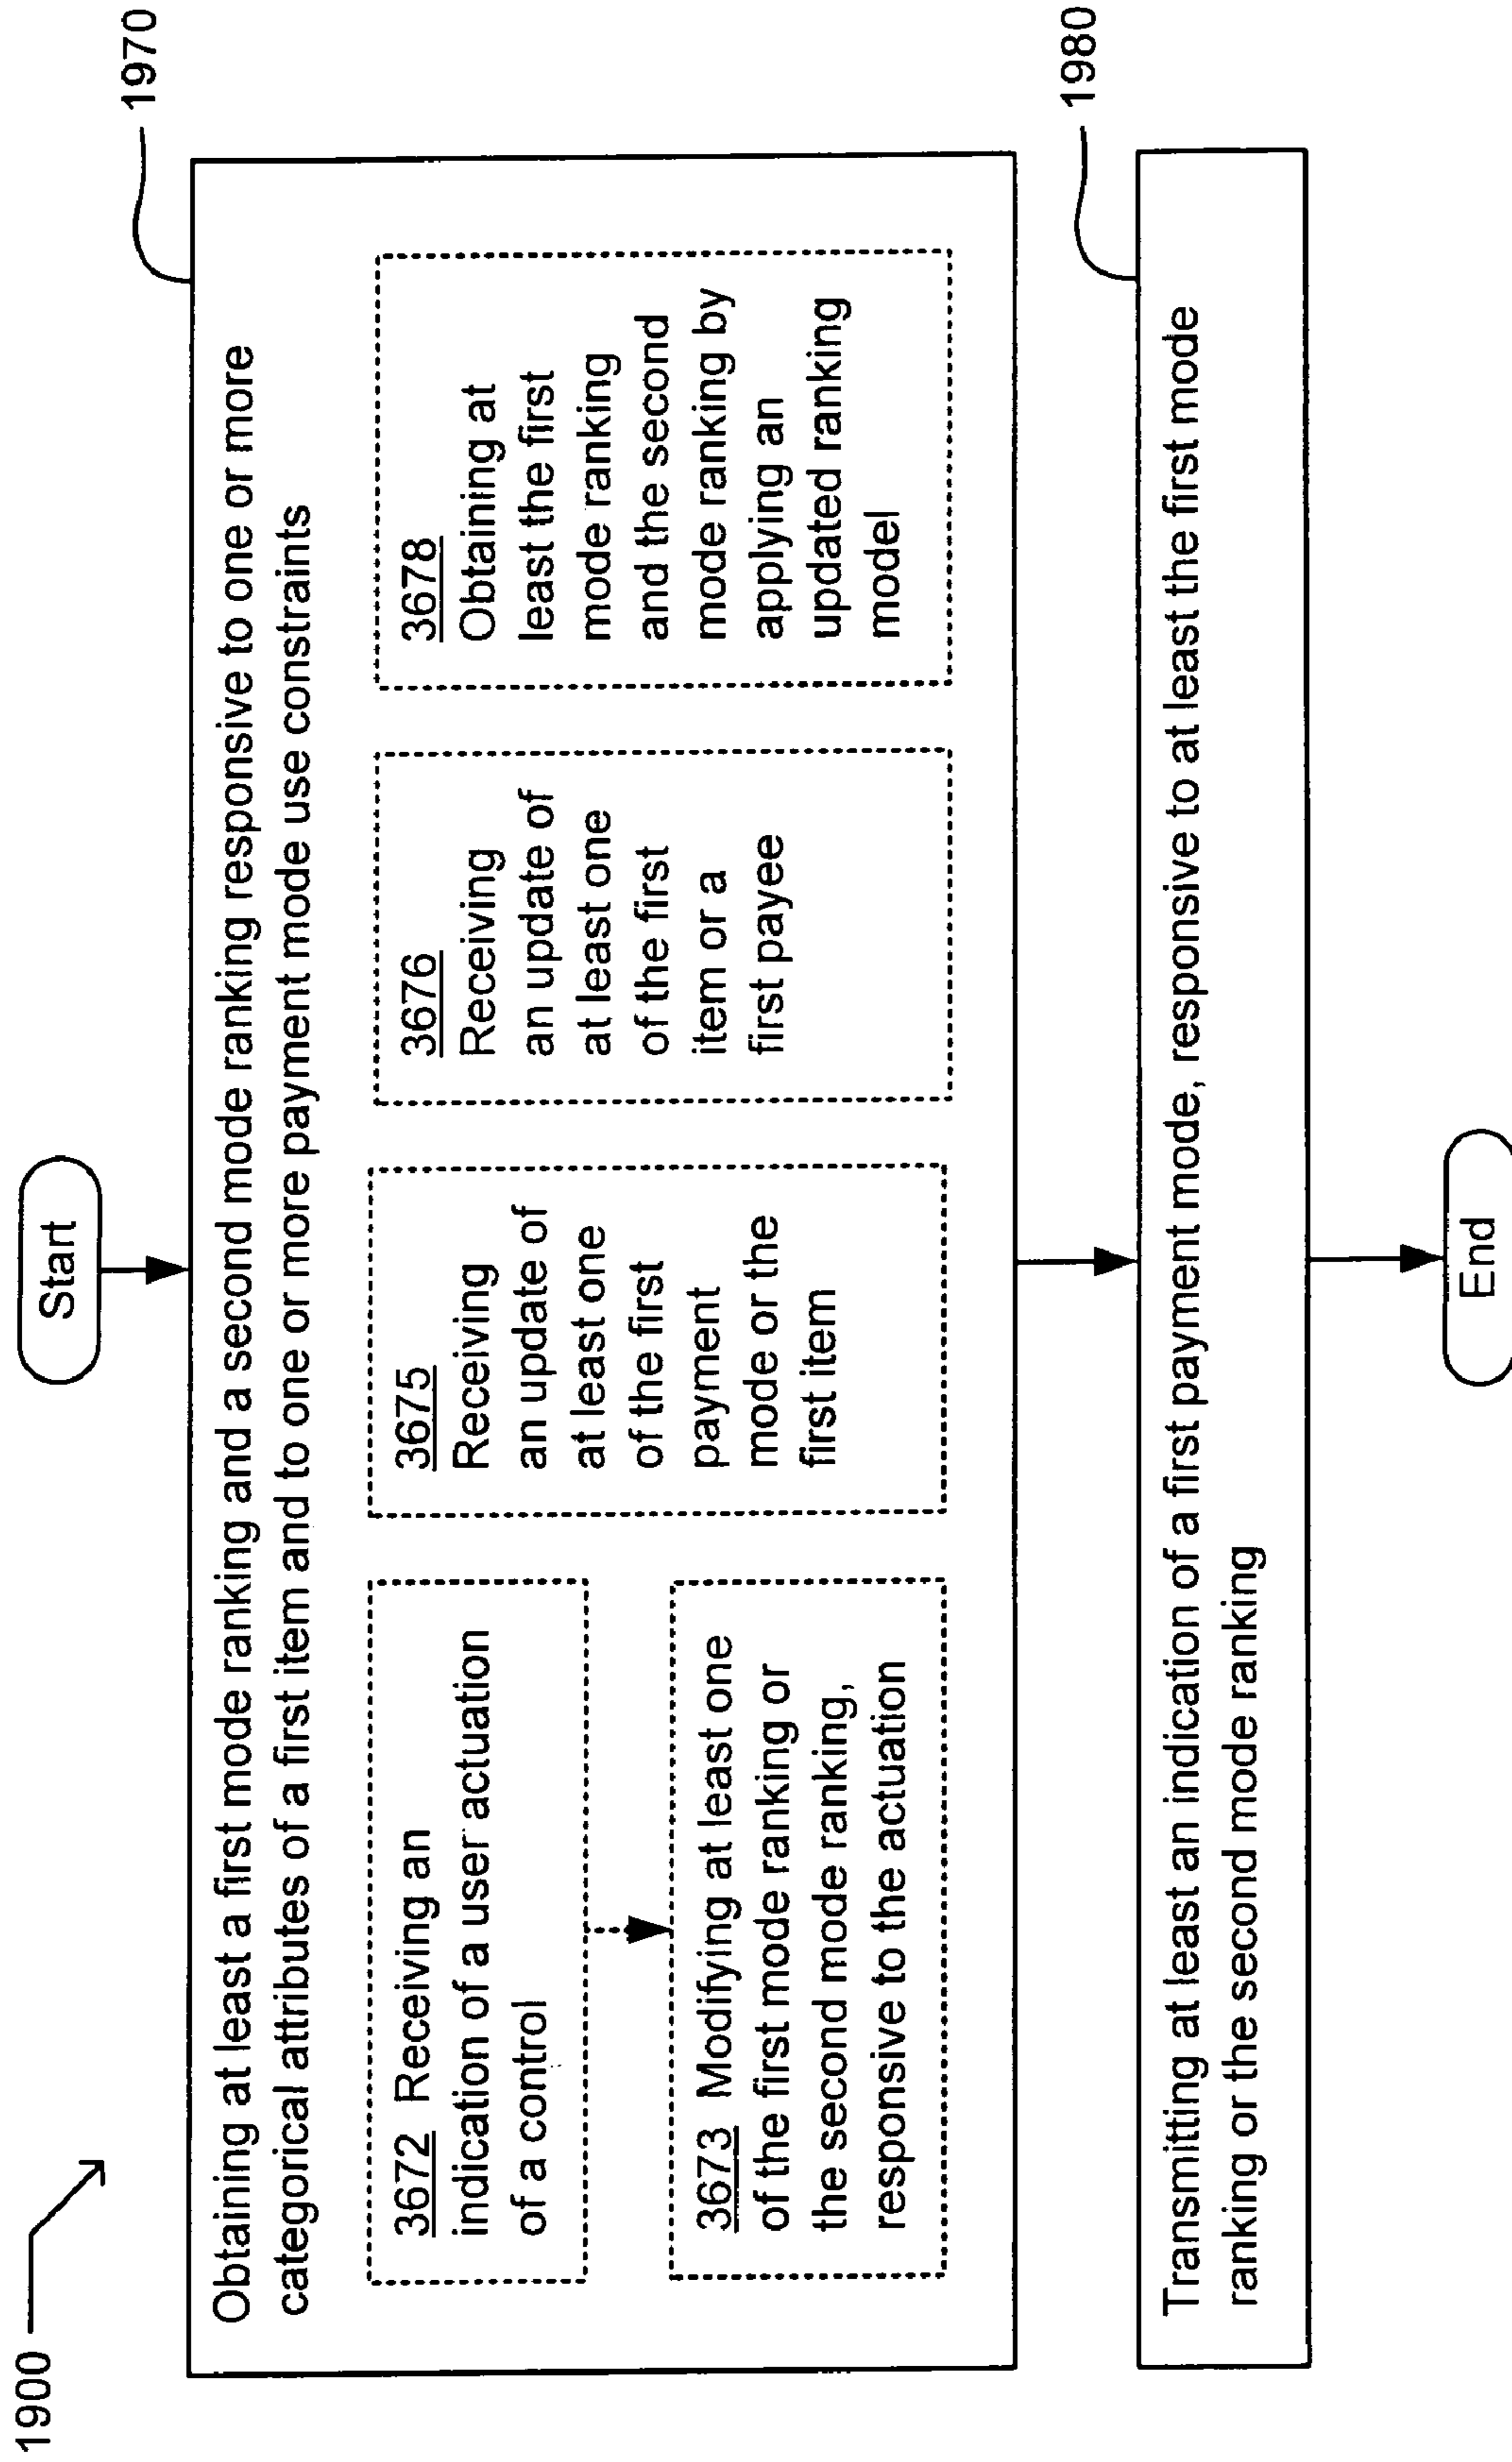 1900
Start
1970
Obtaining at least a first mode ranking and a second mode ranking responsive to one or more
categorical attributes of a first item and to one or more payment mode use constraints
3672 Receiving an
indication of a user actuation
of a control
3673 Modifying at least one
of the first mode ranking or
the second mode ranking,
responsive to the actuation
3675
Receiving
an update of
at least one
of the first
payment
mode or the
first item
3676
Receiving
an update of
at least one
of the first
item or a
first payee
3678
Obtaining at
least the first
mode ranking
and the second
mode ranking by
applying an
updated ranking
model
1980
Transmitting at least an indication of a first payment mode, responsive to at least the first mode
ranking or the second mode ranking
End